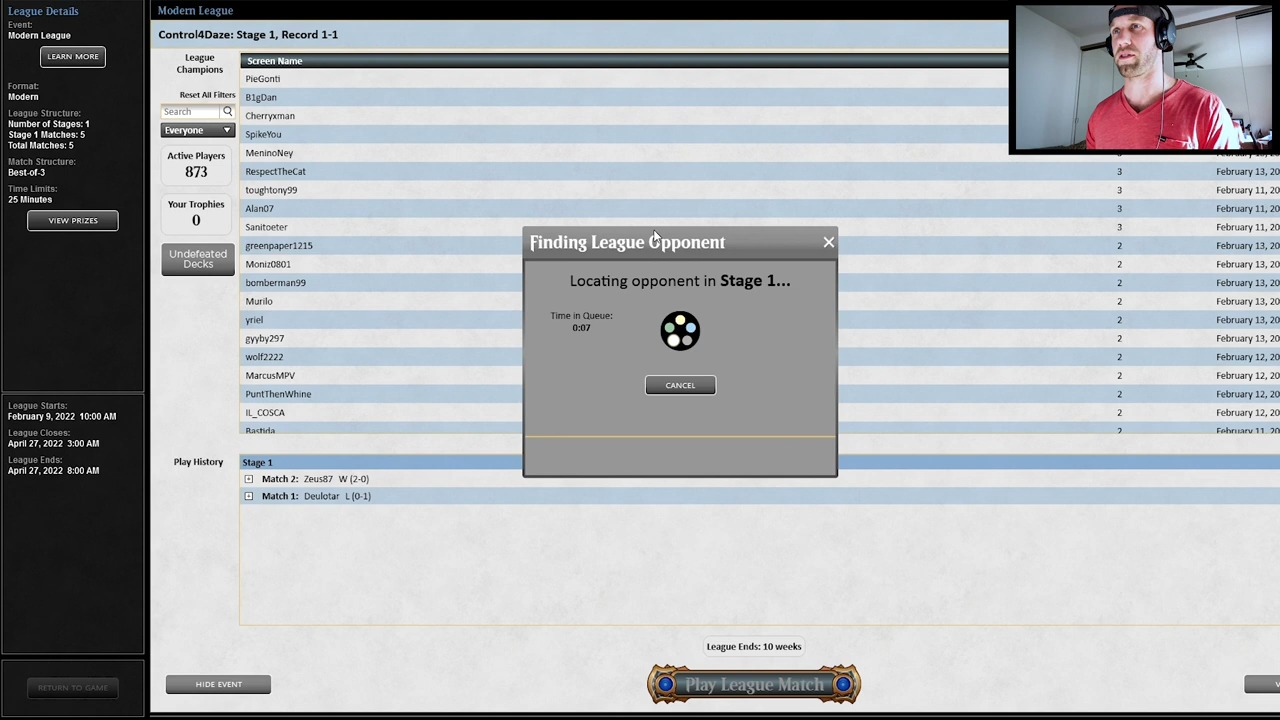 League Details
Event:
Modern League
LEARN MORE
Format:
Modern
League Structure:
Number of Stages: 1
Stage 1 Matches: 5
Total Matches: 5
Match Structure:
Best-of-3
Time Limits:
25 Minutes
VIEW PRIZES
League Starts:
February 9, 2022 10:00 AM
League Closes:
April 27, 2022 3:00 AM
League Ends:
April 27, 2022 8:00 AM
RETURN TO GAME
Modern League
Control4Daze: Stage 1, Record 1-1
League
Champions
Reset All Filters
Search
Everyone
Active Players
873
Your Trophies
0
Undefeated
Decks
Screen Name
PieGonti
B1gDan
Cherryxman
SpikeYou
MeninoNey
RespectTheCat 3 February 13, 20
toughtony99 3 February 11, 20
Alan07 3 February 11, 20
Sanitoeter 3 February 13, 20
greenpaper1215 2 February 13, 20
Moniz0801 2 February 13, 20
bomberman99 2 February 13, 20
Murilo 2 February 13, 20
yriel 2 February 13, 20
gyyby297 2 February 13, 20
wolf2222 2 February 12, 20
MarcusMPV 2 February 12, 20
PuntThenWhine 2 February 12, 20
IL_COSCA 2 February 12, 20
Bastida 2 February 11, 20
Finding League Opponent
Locating opponent in Stage 1...
Time in Queue:
0:07
CANCEL
Play History
Stage 1
Match 2: Zeus87 W (2-0)
Match 1: Deulotar L (0-1)
League Ends: 10 weeks
HIDE EVENT
Play League Match